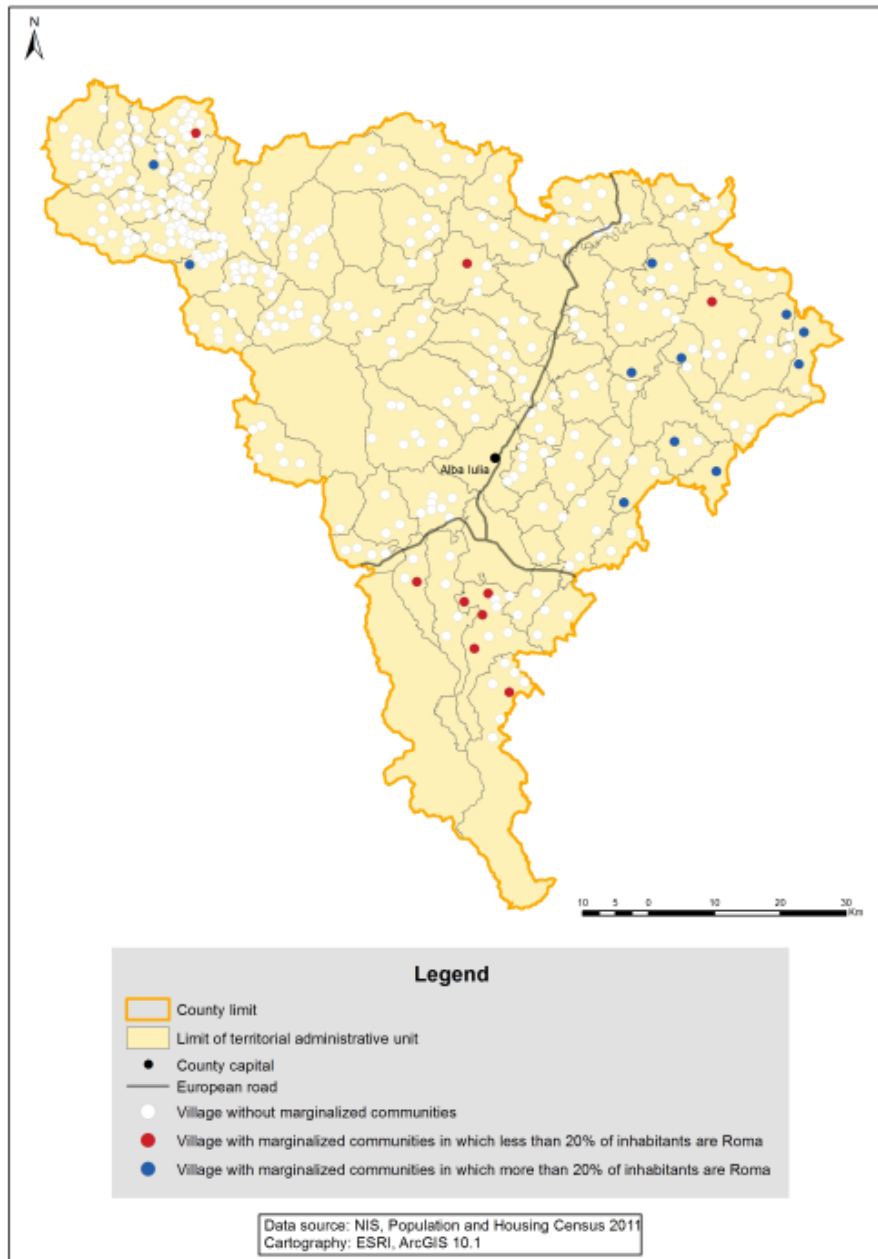 N
Alba Iulia
10 5 0 10 20 30
Km
Legend
County limit
Limit of territorial administrative unit
County capital
European road
Village without marginalized communities
Village with marginalized communities in which less than 20% of inhabitants are Roma
Village with marginalized communities in which more than 20% of inhabitants are Roma
Data source: NIS, Population and Housing Census 2011
Cartography: ESRI, ArcGIS 10.1